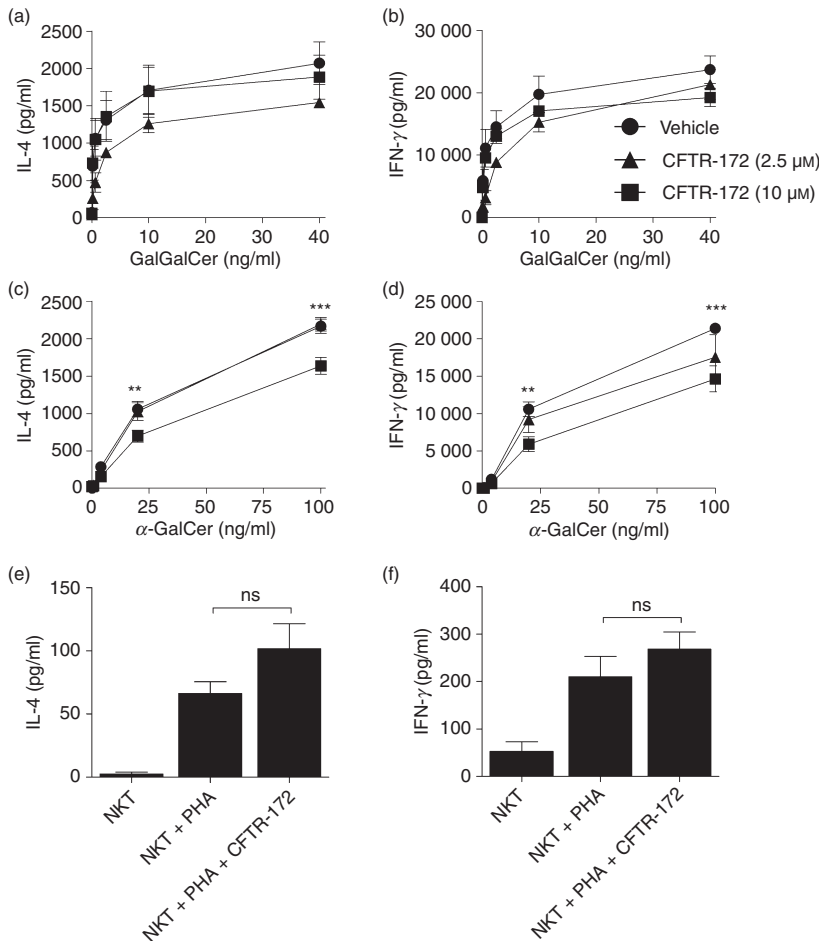 (a)
2500
2000
1500
1000
500
0
IL-4 (pg/ml)
0 10 20 30 40
GalGalCer (ng/ml)
(b)
30 000
20 000
10 000
0
IFN-γ (pg/ml)
0 10 20 30 40
GalGalCer (ng/ml)
Vehicle
CFTR-172 (2.5 μM)
CFTR-172 (10 μM)
(c)
2500
2000
1500
1000
500
0
IL-4 (pg/ml)
**
***
0 25 50 75 100
α-GalCer (ng/ml)
(d)
25 000
20 000
15 000
10 000
5 000
0
IFN-γ (pg/ml)
**
***
0 25 50 75 100
α-GalCer (ng/ml)
(e)
150
100
50
0
IL-4 (pg/ml)
ns
NKT
NKT + PHA
NKT + PHA + CFTR-172
(f)
400
300
200
100
0
IFN-γ (pg/ml)
ns
NKT
NKT + PHA
NKT + PHA + CFTR-172